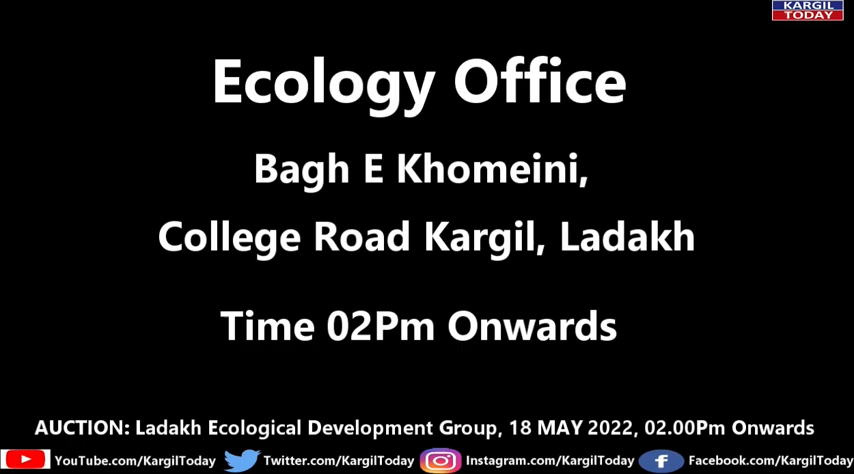 KARGIL
TODAY
Ecology Office
Bagh E Khomeini,
College Road Kargil, Ladakh
Time 02Pm Onwards
AUCTION: Ladakh Ecological Development Group, 18 MAY 2022, 02.00Pm Onwards
YouTube.com/KargilToday Twitter.com/KargilToday Instagram.com/KargilToday Facebook.com/KargilToday